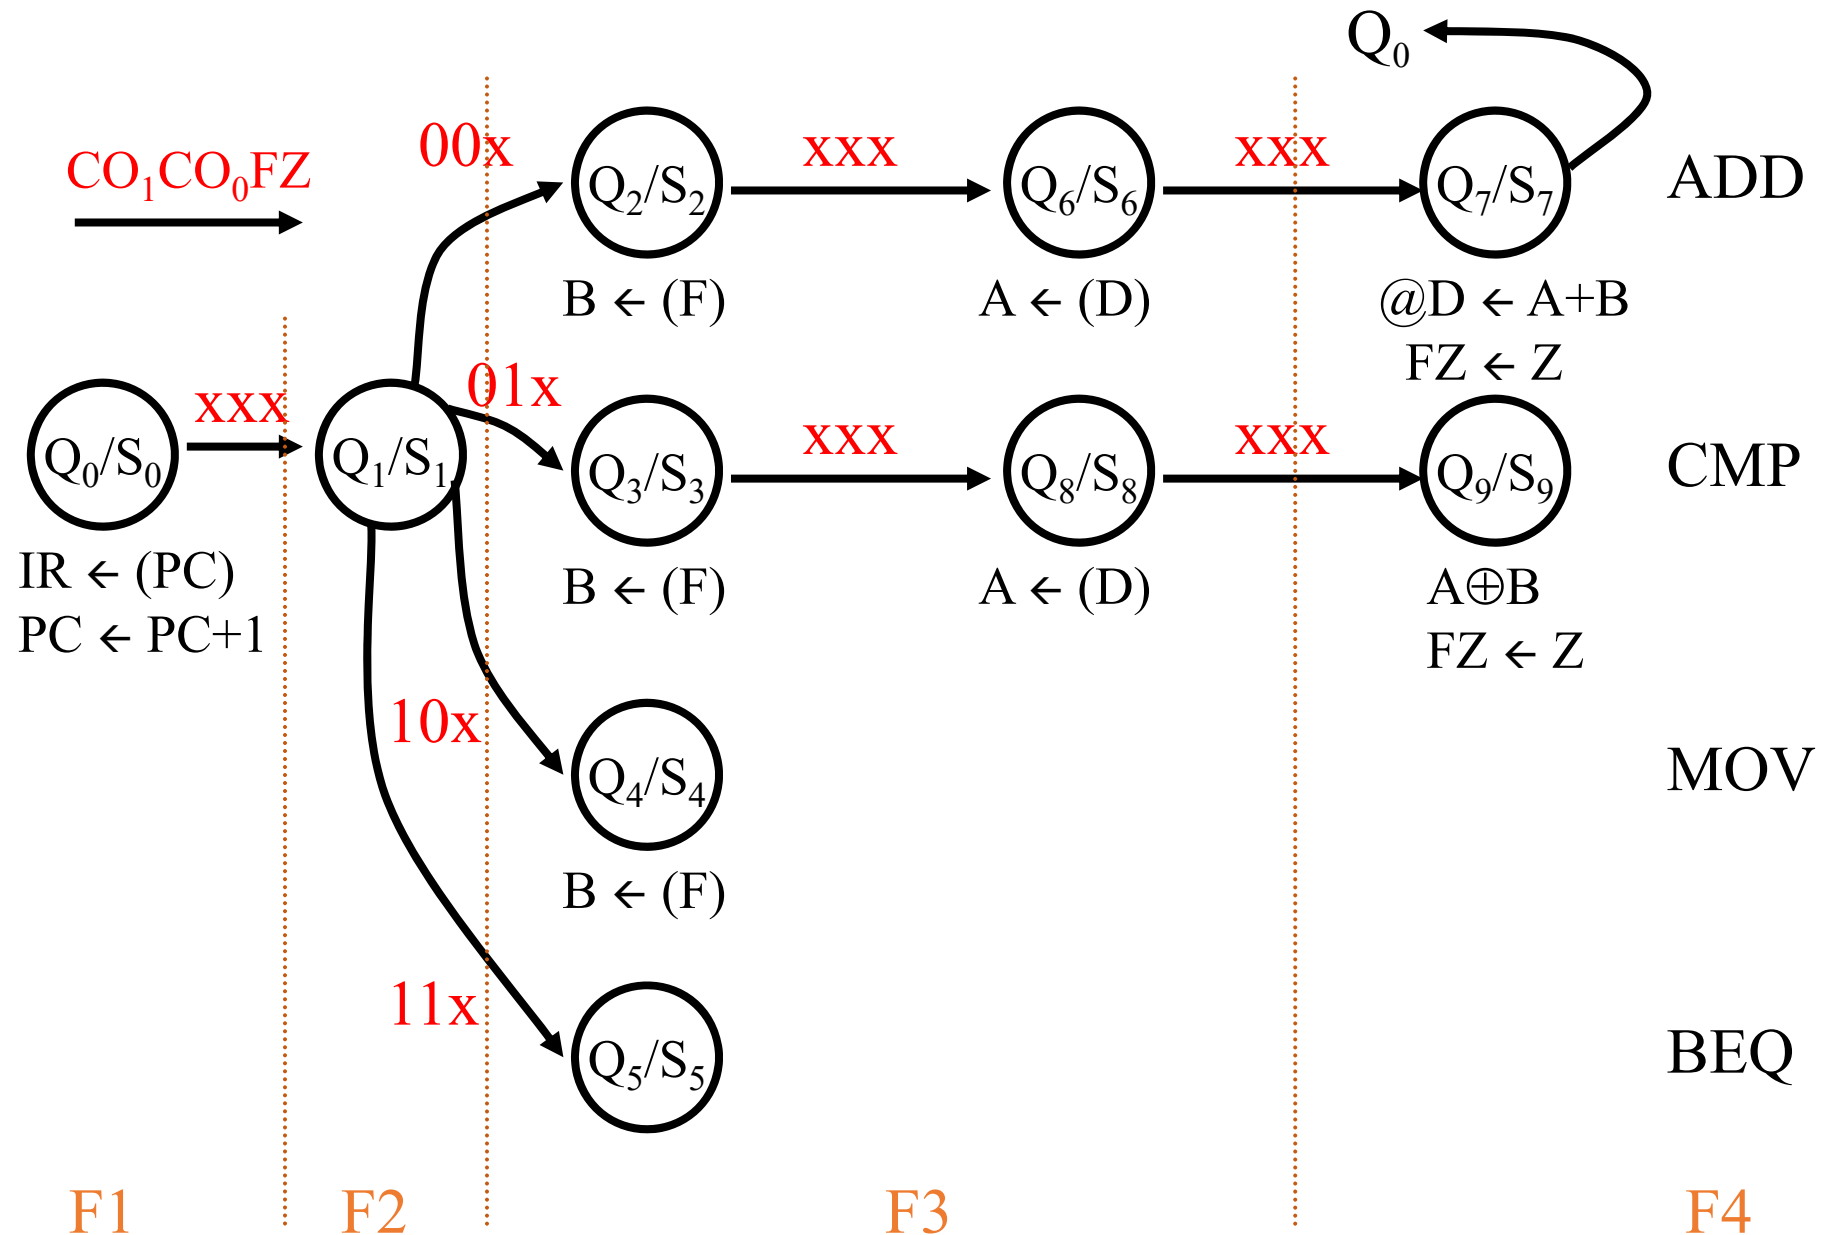 Q₀
CO₁CO₀FZ
00x
xxx
xxx
Q₂/S₂
Q₆/S₆
Q₇/S₇
ADD
B ← (F)
A ← (D)
@D ← A+B
FZ ← Z
xxx
01x
xxx
xxx
Q₀/S₀
Q₁/S₁
Q₃/S₃
Q₈/S₈
Q₉/S₉
CMP
IR ← (PC)
PC ← PC+1
B ← (F)
A ← (D)
A⊕B
FZ ← Z
10x
Q₄/S₄
MOV
B ← (F)
11x
Q₅/S₅
BEQ
F1
F2
F3
F4